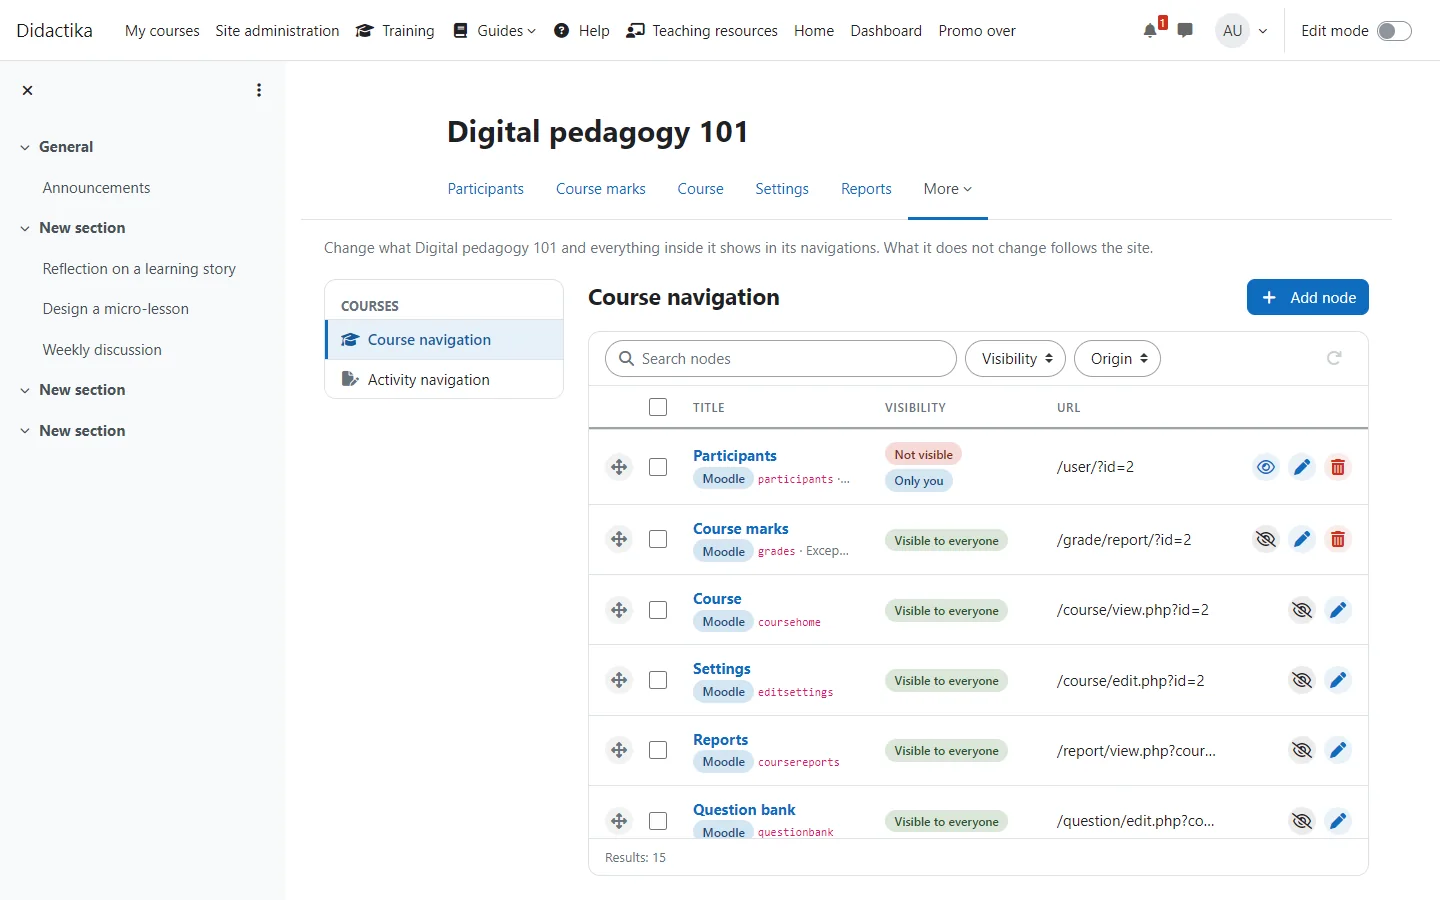 Didactika
My courses
Site administration
Training
Guides
Help
Teaching resources
Home
Dashboard
Promo over
1
AU
Edit mode
General
Announcements
New section
Reflection on a learning story
Design a micro-lesson
Weekly discussion
New section
New section
Digital pedagogy 101
Participants
Course marks
Course
Settings
Reports
More
Change what Digital pedagogy 101 and everything inside it shows in its navigations. What it does not change follows the site.
COURSES
Course navigation
Activity navigation
Course navigation
Add node
Search nodes
Visibility
Origin
TITLE
VISIBILITY
URL
Participants
Moodle participants ·...
Not visible
Only you
/user/?id=2
Course marks
Moodle grades · Excep...
Visible to everyone
/grade/report/?id=2
Course
Moodle coursehome
Visible to everyone
/course/view.php?id=2
Settings
Moodle editsettings
Visible to everyone
/course/edit.php?id=2
Reports
Moodle coursereports
Visible to everyone
/report/view.php?cour...
Question bank
Moodle questionbank
Visible to everyone
/question/edit.php?co...
Results: 15